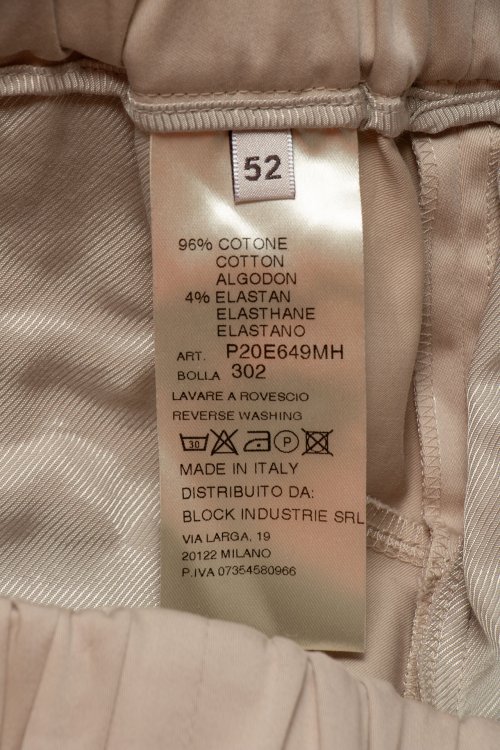 52
96% COTONE
COTTON
ALGODON
4% ELASTAN
ELASTHANE
ELASTANO
ART. P20E649MH
BOLLA 302
LAVARE A ROVESCIO
REVERSE WASHING
30 P
MADE IN ITALY
DISTRIBUITO DA:
BLOCK INDUSTRIE SRL
VIA LARGA, 19
20122 MILANO
P.IVA 07354580966